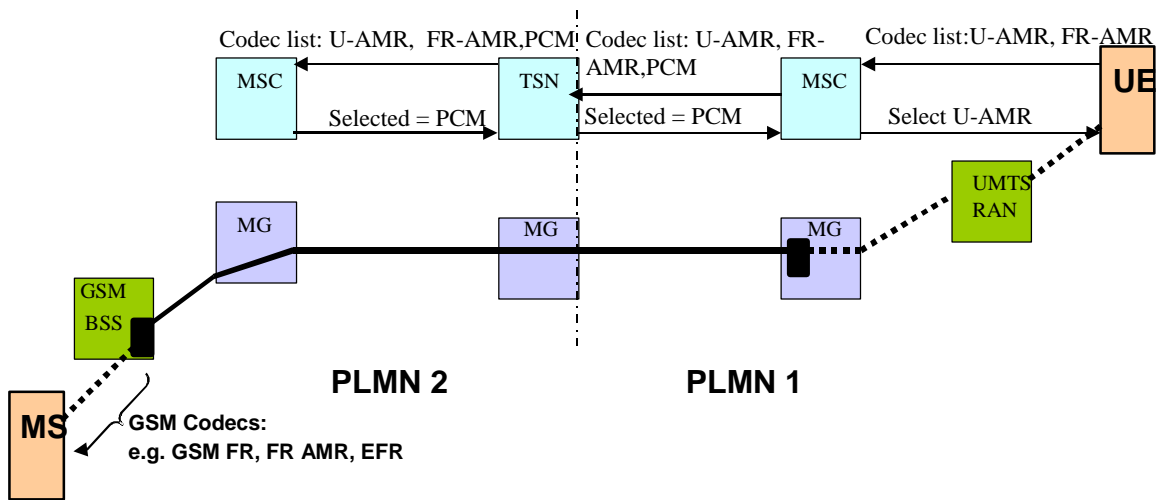 Codec list: U-AMR, FR-AMR,PCM
Codec list: U-AMR, FR-
AMR,PCM
Codec list:U-AMR, FR-AMR
MSC
TSN
MSC
UE
Selected = PCM
Selected = PCM
Select U-AMR
UMTS
RAN
MG
MG
MG
GSM
BSS
PLMN 2
PLMN 1
MS
GSM Codecs:
e.g. GSM FR, FR AMR, EFR